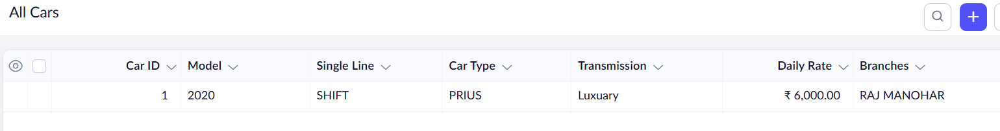 All Cars
Car ID Model Single Line Car Type Transmission Daily Rate Branches
1 2020 SHIFT PRIUS Luxuary ₹ 6,000.00 RAJ MANOHAR